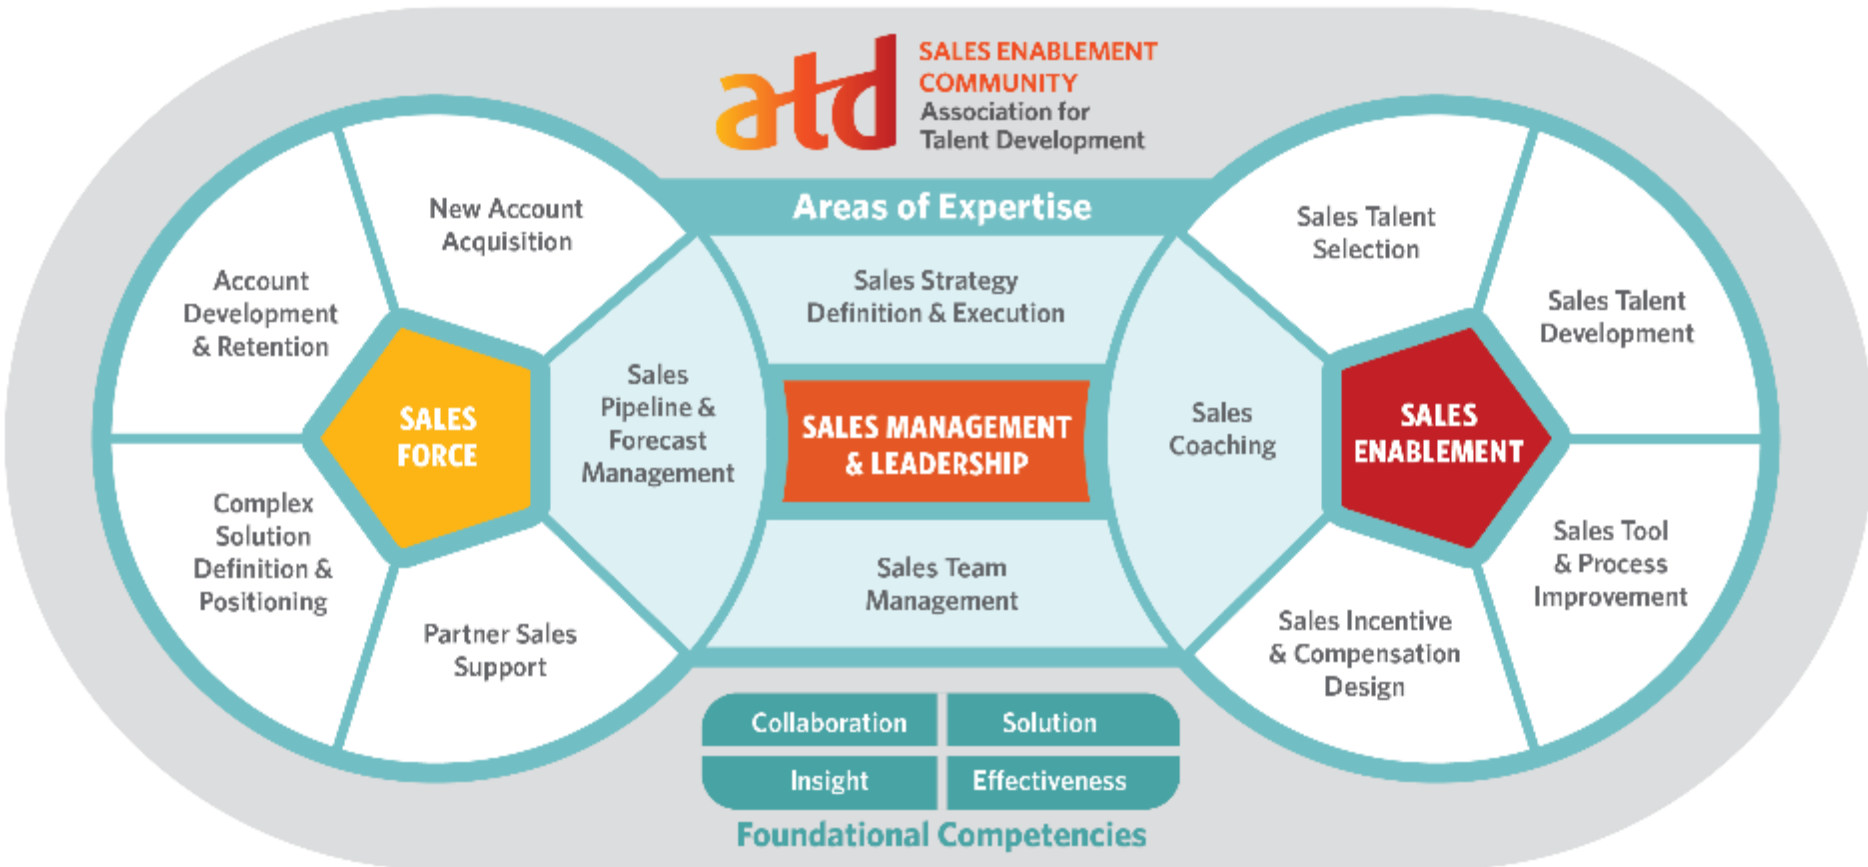 atd
SALES ENABLEMENT
COMMUNITY
Association for
Talent Development
Areas of Expertise
New Account
Acquisition
Account
Development
& Retention
SALES
FORCE
Complex
Solution
Definition &
Positioning
Partner Sales
Support
Sales
Pipeline &
Forecast
Management
Sales Strategy
Definition & Execution
SALES MANAGEMENT
& LEADERSHIP
Sales Team
Management
Sales
Coaching
Sales Talent
Selection
Sales Talent
Development
SALES
ENABLEMENT
Sales Tool
& Process
Improvement
Sales Incentive
& Compensation
Design
Collaboration
Solution
Insight
Effectiveness
Foundational Competencies